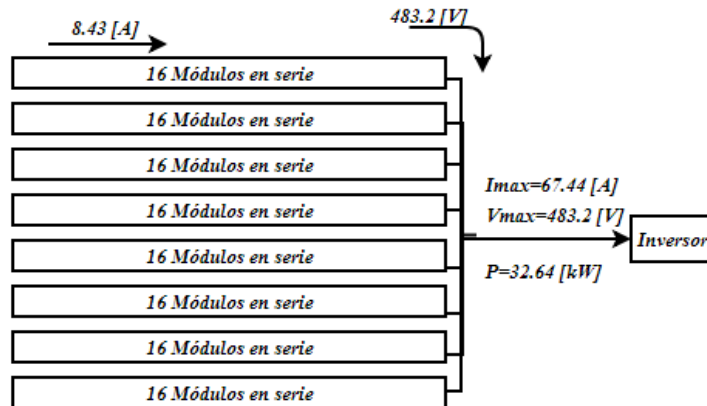 8.43 [A]
483.2 [V]
16 Módulos en serie
16 Módulos en serie
16 Módulos en serie
16 Módulos en serie
16 Módulos en serie
16 Módulos en serie
16 Módulos en serie
16 Módulos en serie
Imax=67.44 [A]
Vmax=483.2 [V]
P=32.64 [kW]
Inversor